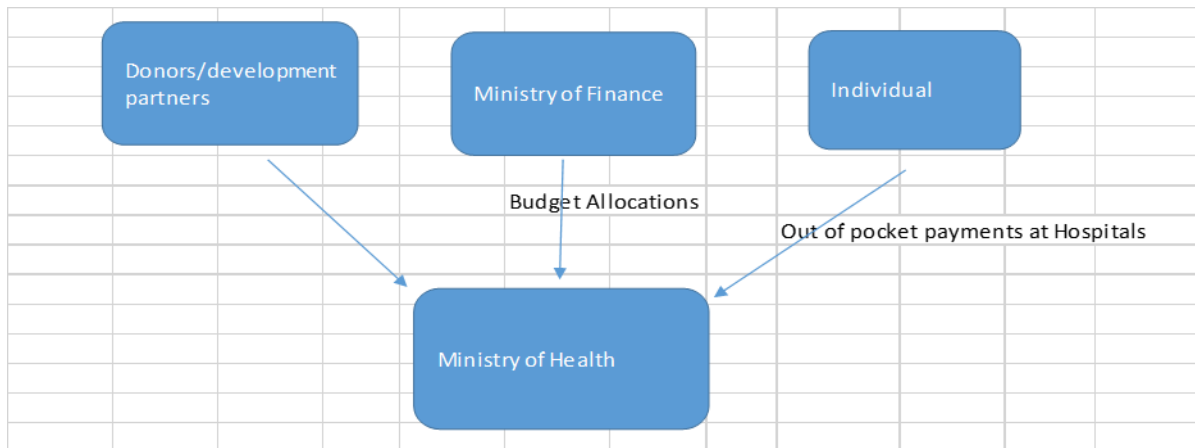 Donors/development
partners
Ministry of Finance
Individual
Budget Allocations
Out of pocket payments at Hospitals
Ministry of Health